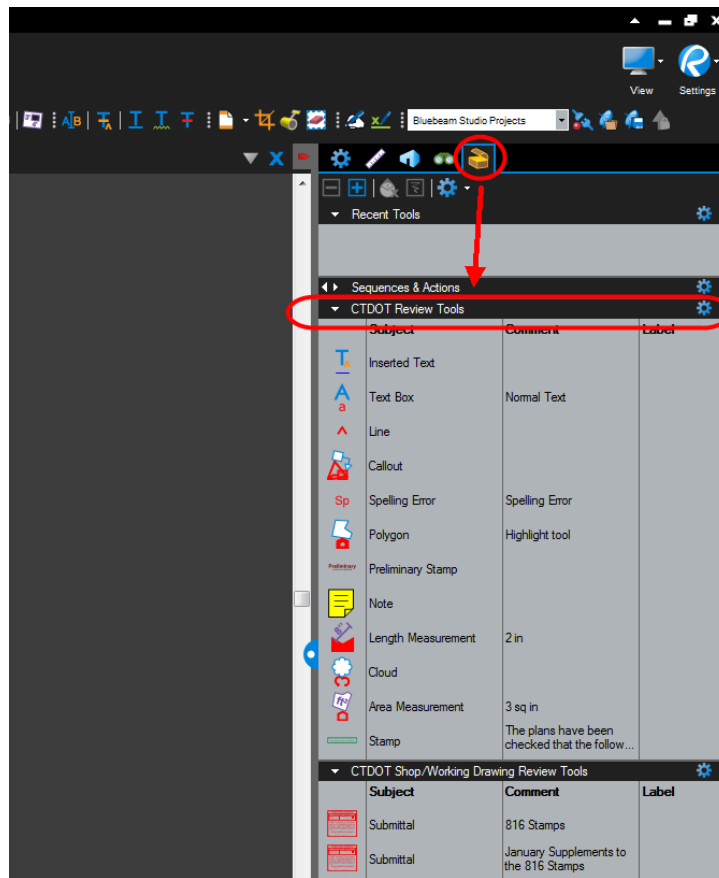 View Settings
AB
Bluebeam Studio Projects
Recent Tools
Sequences & Actions
CTDOT Review Tools
Subject Comment Label
Inserted Text
Text Box Normal Text
Line
Callout
Sp Spelling Error Spelling Error
Polygon Highlight tool
Preliminary Preliminary Stamp
Note
Length Measurement 2 in
Cloud
Area Measurement 3 sq in
Stamp The plans have been
checked that the follow...
CTDOT Shop/Working Drawing Review Tools
Subject Comment Label
Submittal 816 Stamps
Submittal January Supplements to
the 816 Stamps